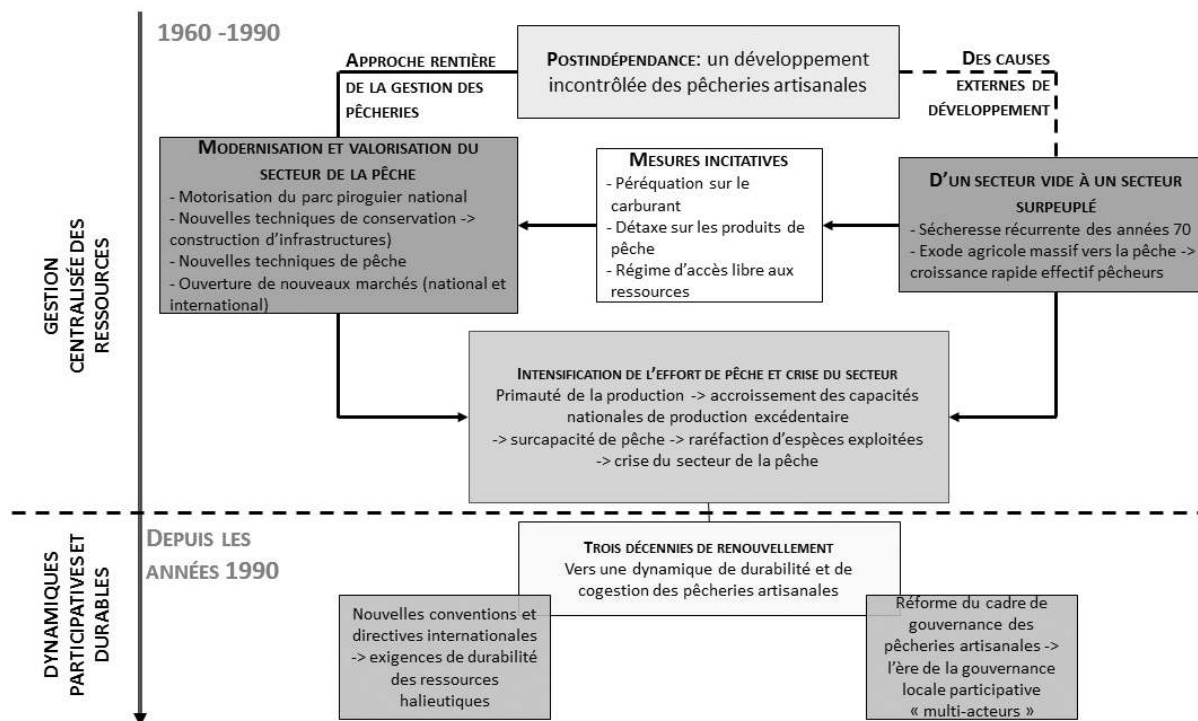 1960 -1990
APPROCHE RENTIÈRE
DE LA GESTION DES
PÊCHERIES
POSTINDÉPENDANCE: un développement
incontrôlée des pêcheries artisanales
DES CAUSES
EXTERNES DE
DÉVELOPPEMENT
MODERNISATION ET VALORISATION DU
SECTEUR DE LA PÊCHE
- Motorisation du parc piroguier national
- Nouvelles techniques de conservation ->
construction d'infrastructures)
- Nouvelles techniques de pêche
- Ouverture de nouveaux marchés (national et
international)
MESURES INCITATIVES
- Péréquation sur le
carburant
- Détaxe sur les produits de
pêche
- Régime d'accès libre aux
ressources
D'UN SECTEUR VIDE À UN SECTEUR
SURPEUPLÉ
- Sécheresse récurrente des années 70
- Exode agricole massif vers la pêche ->
croissance rapide effectif pêcheurs
GESTION
CENTRALISÉE DES
RESSOURCES
INTENSIFICATION DE L'EFFORT DE PÊCHE ET CRISE DU SECTEUR
Primauté de la production -> accroissement des capacités
nationales de production excédentaire
-> surcapacité de pêche -> raréfaction d'espèces exploitées
-> crise du secteur de la pêche
DEPUIS LES
ANNÉES 1990
DYNAMIQUES
PARTICIPATIVES ET
DURABLES
TROIS DÉCENNIES DE RENOUVELLEMENT
Vers une dynamique de durabilité et de
cogestion des pêcheries artisanales
Nouvelles conventions et
directives internationales
-> exigences de durabilité
des ressources
halieutiques
Réforme du cadre de
gouvernance des
pêcheries artisanales ->
l'ère de la gouvernance
locale participative
« multi-acteurs »